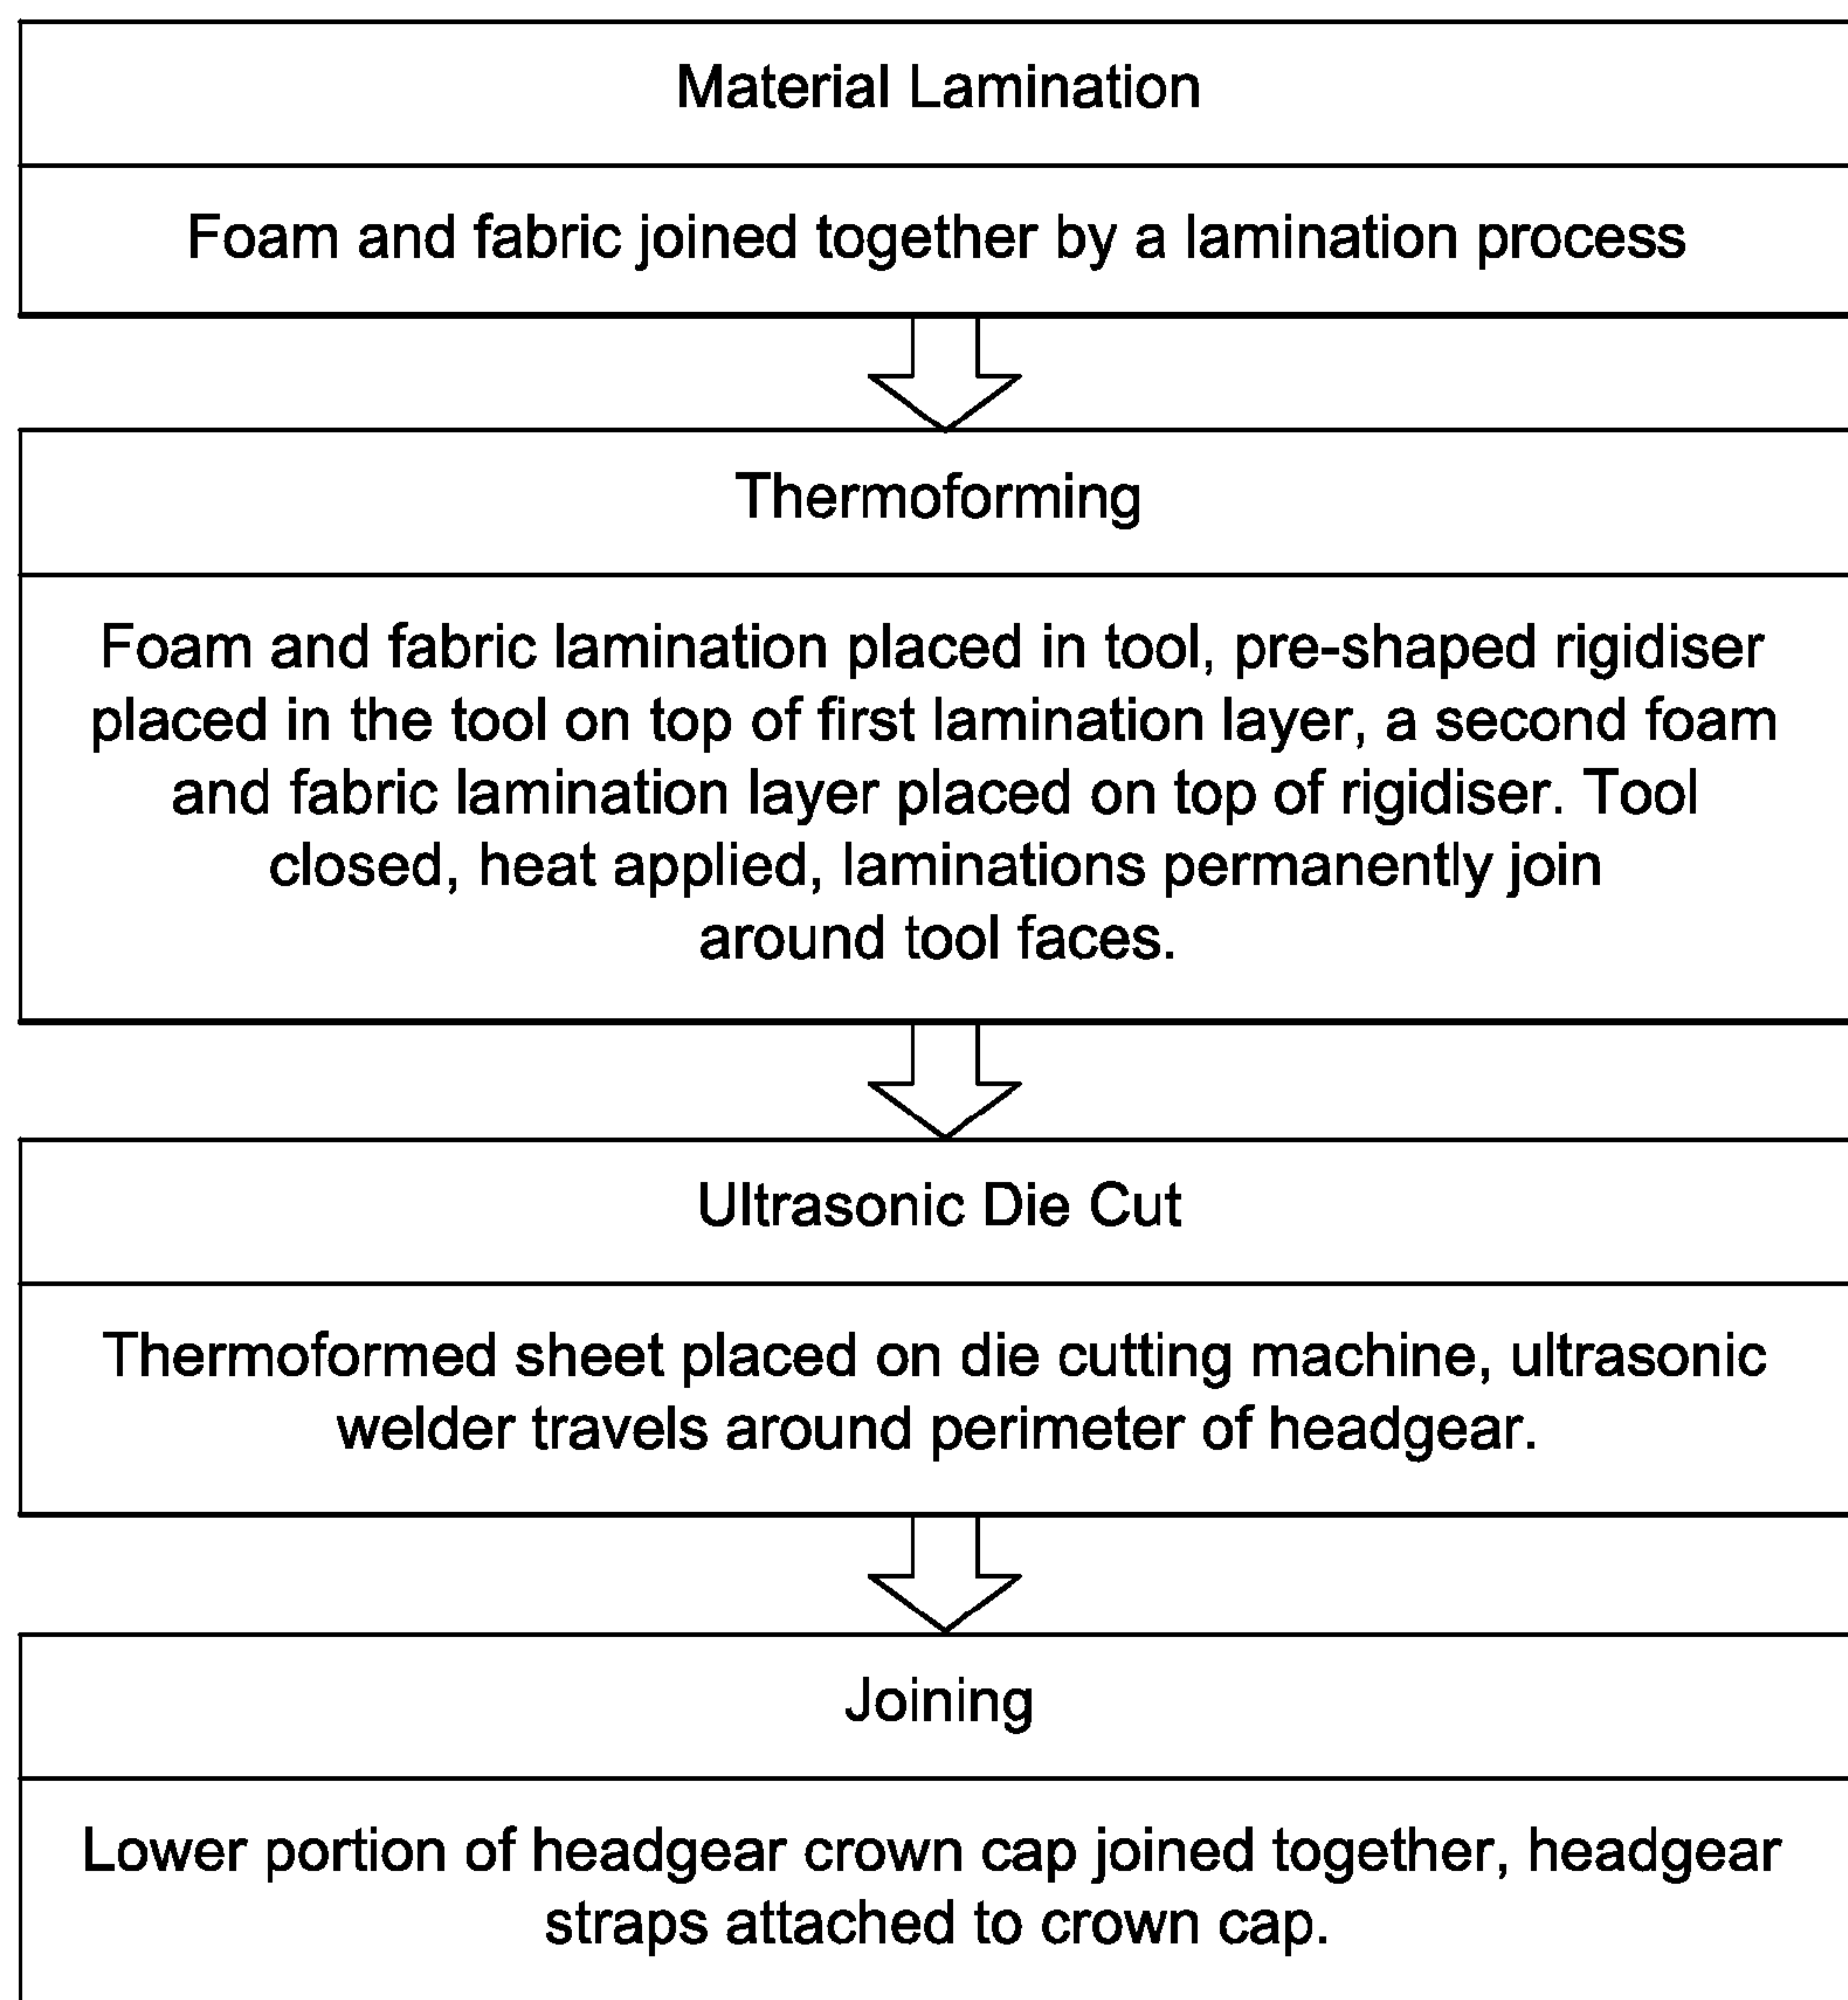 Material Lamination
Foam and fabric joined together by a lamination process
Thermoforming
Foam and fabric lamination placed in tool, pre-shaped rigidiser
placed in the tool on top of first lamination layer, a second foam
and fabric lamination layer placed on top of rigidiser. Tool
closed, heat applied, laminations permanently join
around tool faces.
Ultrasonic Die Cut
Thermoformed sheet placed on die cutting machine, ultrasonic
welder travels around perimeter of headgear.
Joining
Lower portion of headgear crown cap joined together, headgear
straps attached to crown cap.